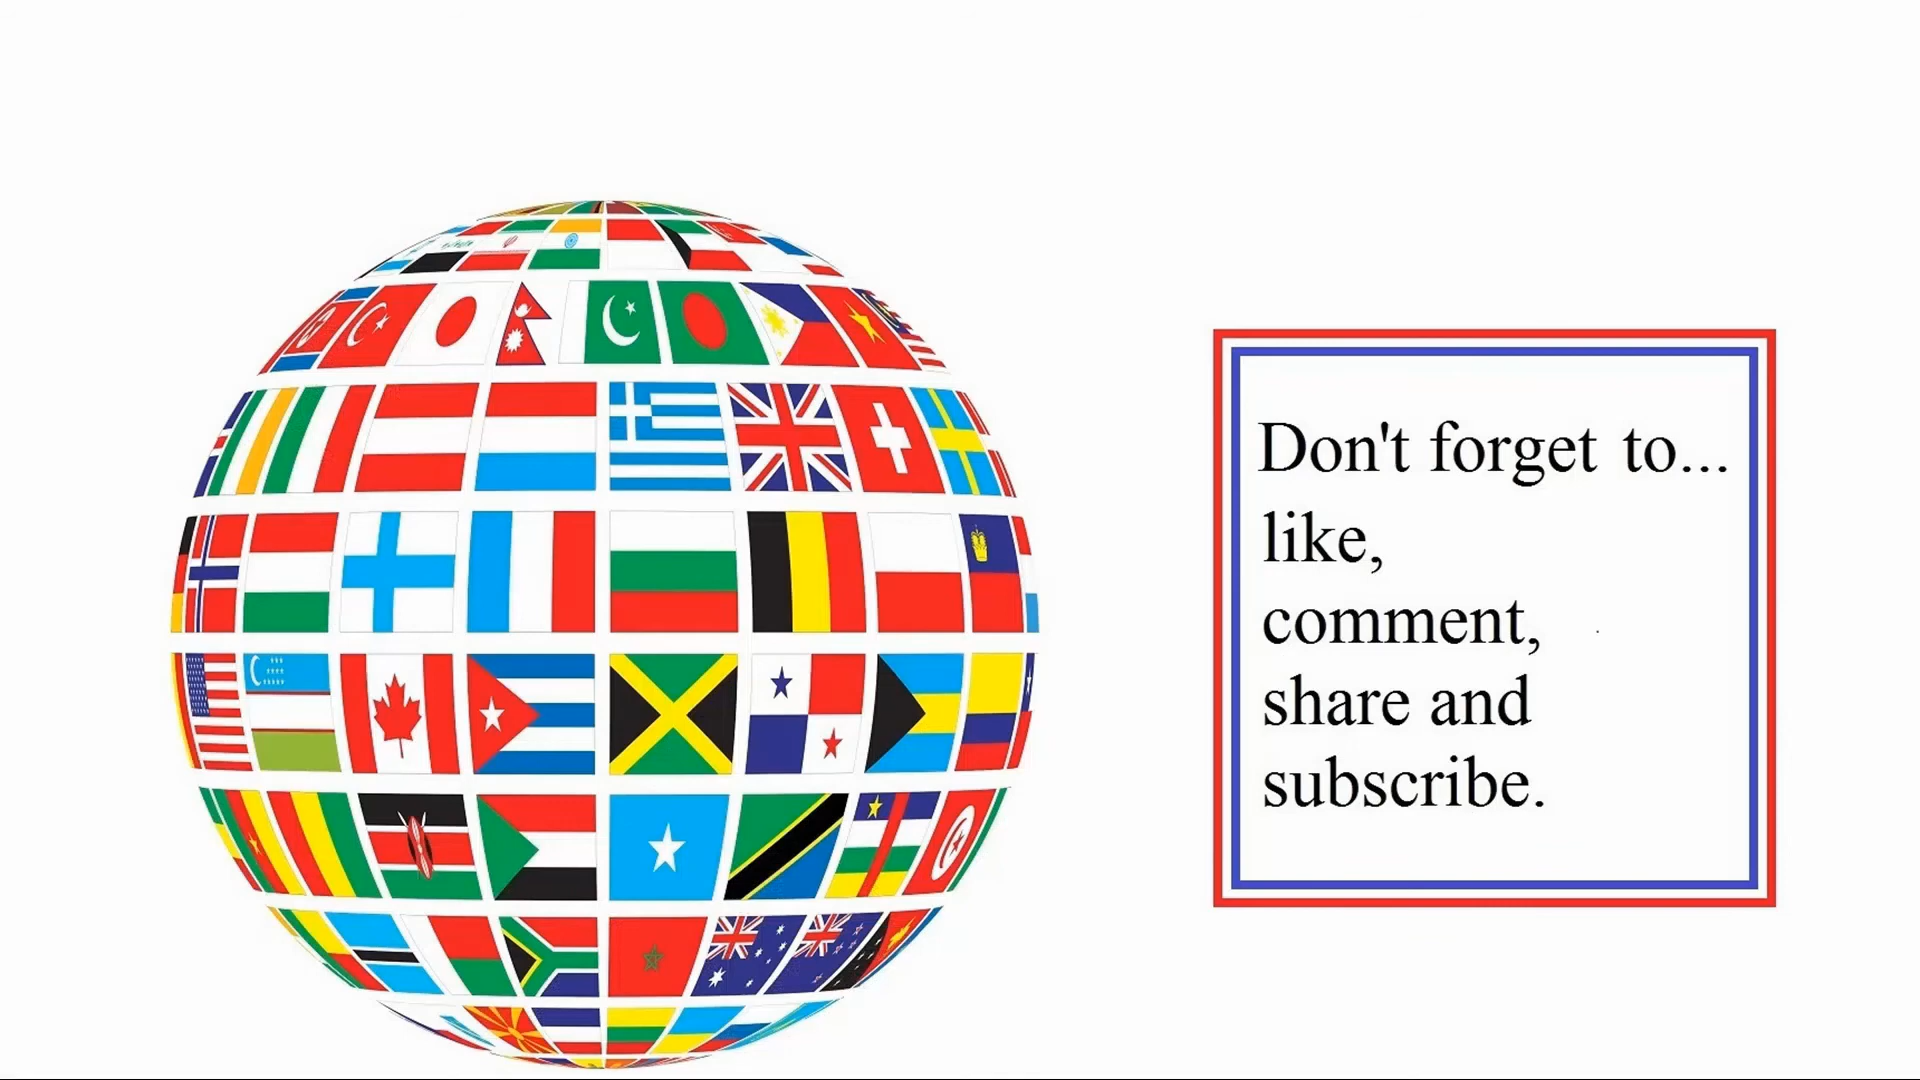 Don't forget to...
like,
comment,
share and
subscribe.